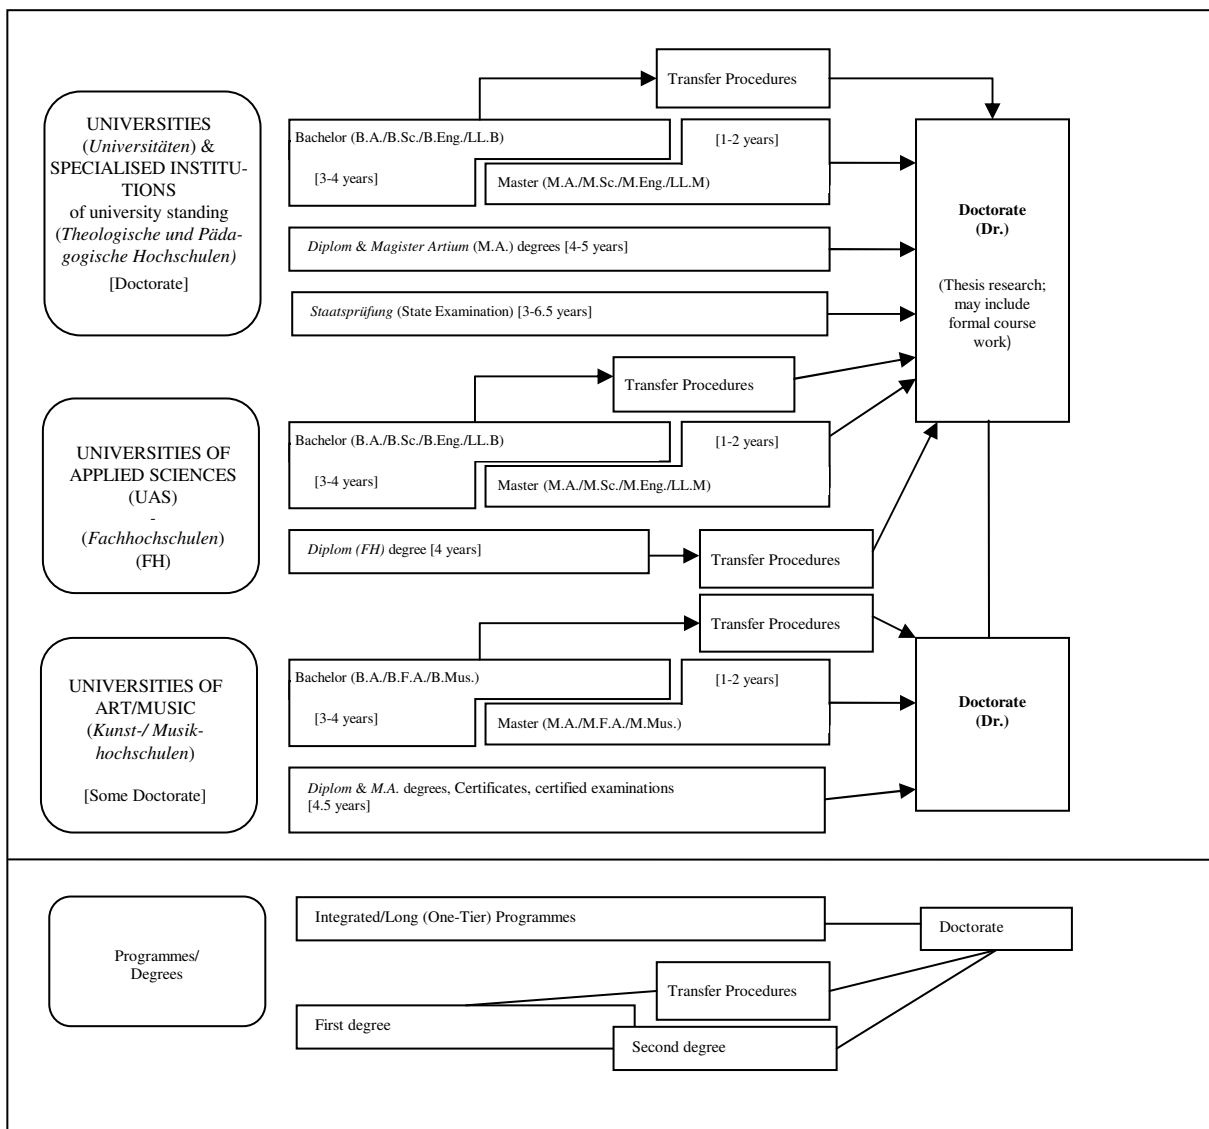 Transfer Procedures
UNIVERSITIES
(Universitäten) &
SPECIALISED INSTITU-
TIONS
of university standing
(Theologische und Päda-
gogische Hochschulen)
[Doctorate]
Bachelor (B.A./B.Sc./B.Eng./LL.B)
[3-4 years]
[1-2 years]
Master (M.A./M.Sc./M.Eng./LL.M)
Diplom & Magister Artium (M.A.) degrees [4-5 years]
Staatsprüfung (State Examination) [3-6.5 years]
Doctorate
(Dr.)
(Thesis research;
may include
formal course
work)
Transfer Procedures
UNIVERSITIES OF
APPLIED SCIENCES
(UAS)
-
(Fachhochschulen)
(FH)
Bachelor (B.A./B.Sc./B.Eng./LL.B)
[3-4 years]
[1-2 years]
Master (M.A./M.Sc./M.Eng./LL.M)
Diplom (FH) degree [4 years]
Transfer Procedures
Transfer Procedures
UNIVERSITIES OF
ART/MUSIC
(Kunst-/ Musik-
hochschulen)
[Some Doctorate]
Bachelor (B.A./B.F.A./B.Mus.)
[3-4 years]
[1-2 years]
Master (M.A./M.F.A./M.Mus.)
Diplom & M.A. degrees, Certificates, certified examinations
[4.5 years]
Doctorate
(Dr.)
Programmes/
Degrees
Integrated/Long (One-Tier) Programmes
Doctorate
Transfer Procedures
First degree
Second degree